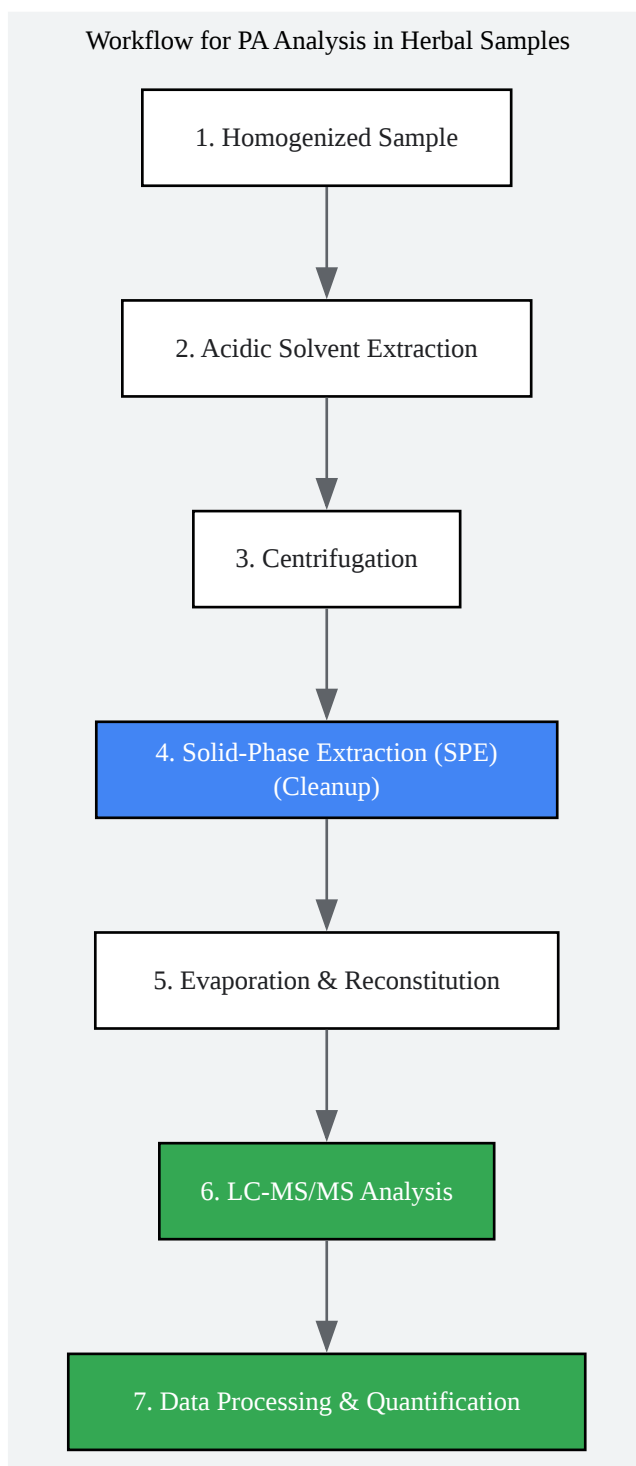 Workflow for PA Analysis in Herbal Samples
1. Homogenized Sample
2. Acidic Solvent Extraction
3. Centrifugation
4. Solid-Phase Extraction (SPE)
(Cleanup)
5. Evaporation & Reconstitution
6. LC-MS/MS Analysis
7. Data Processing & Quantification